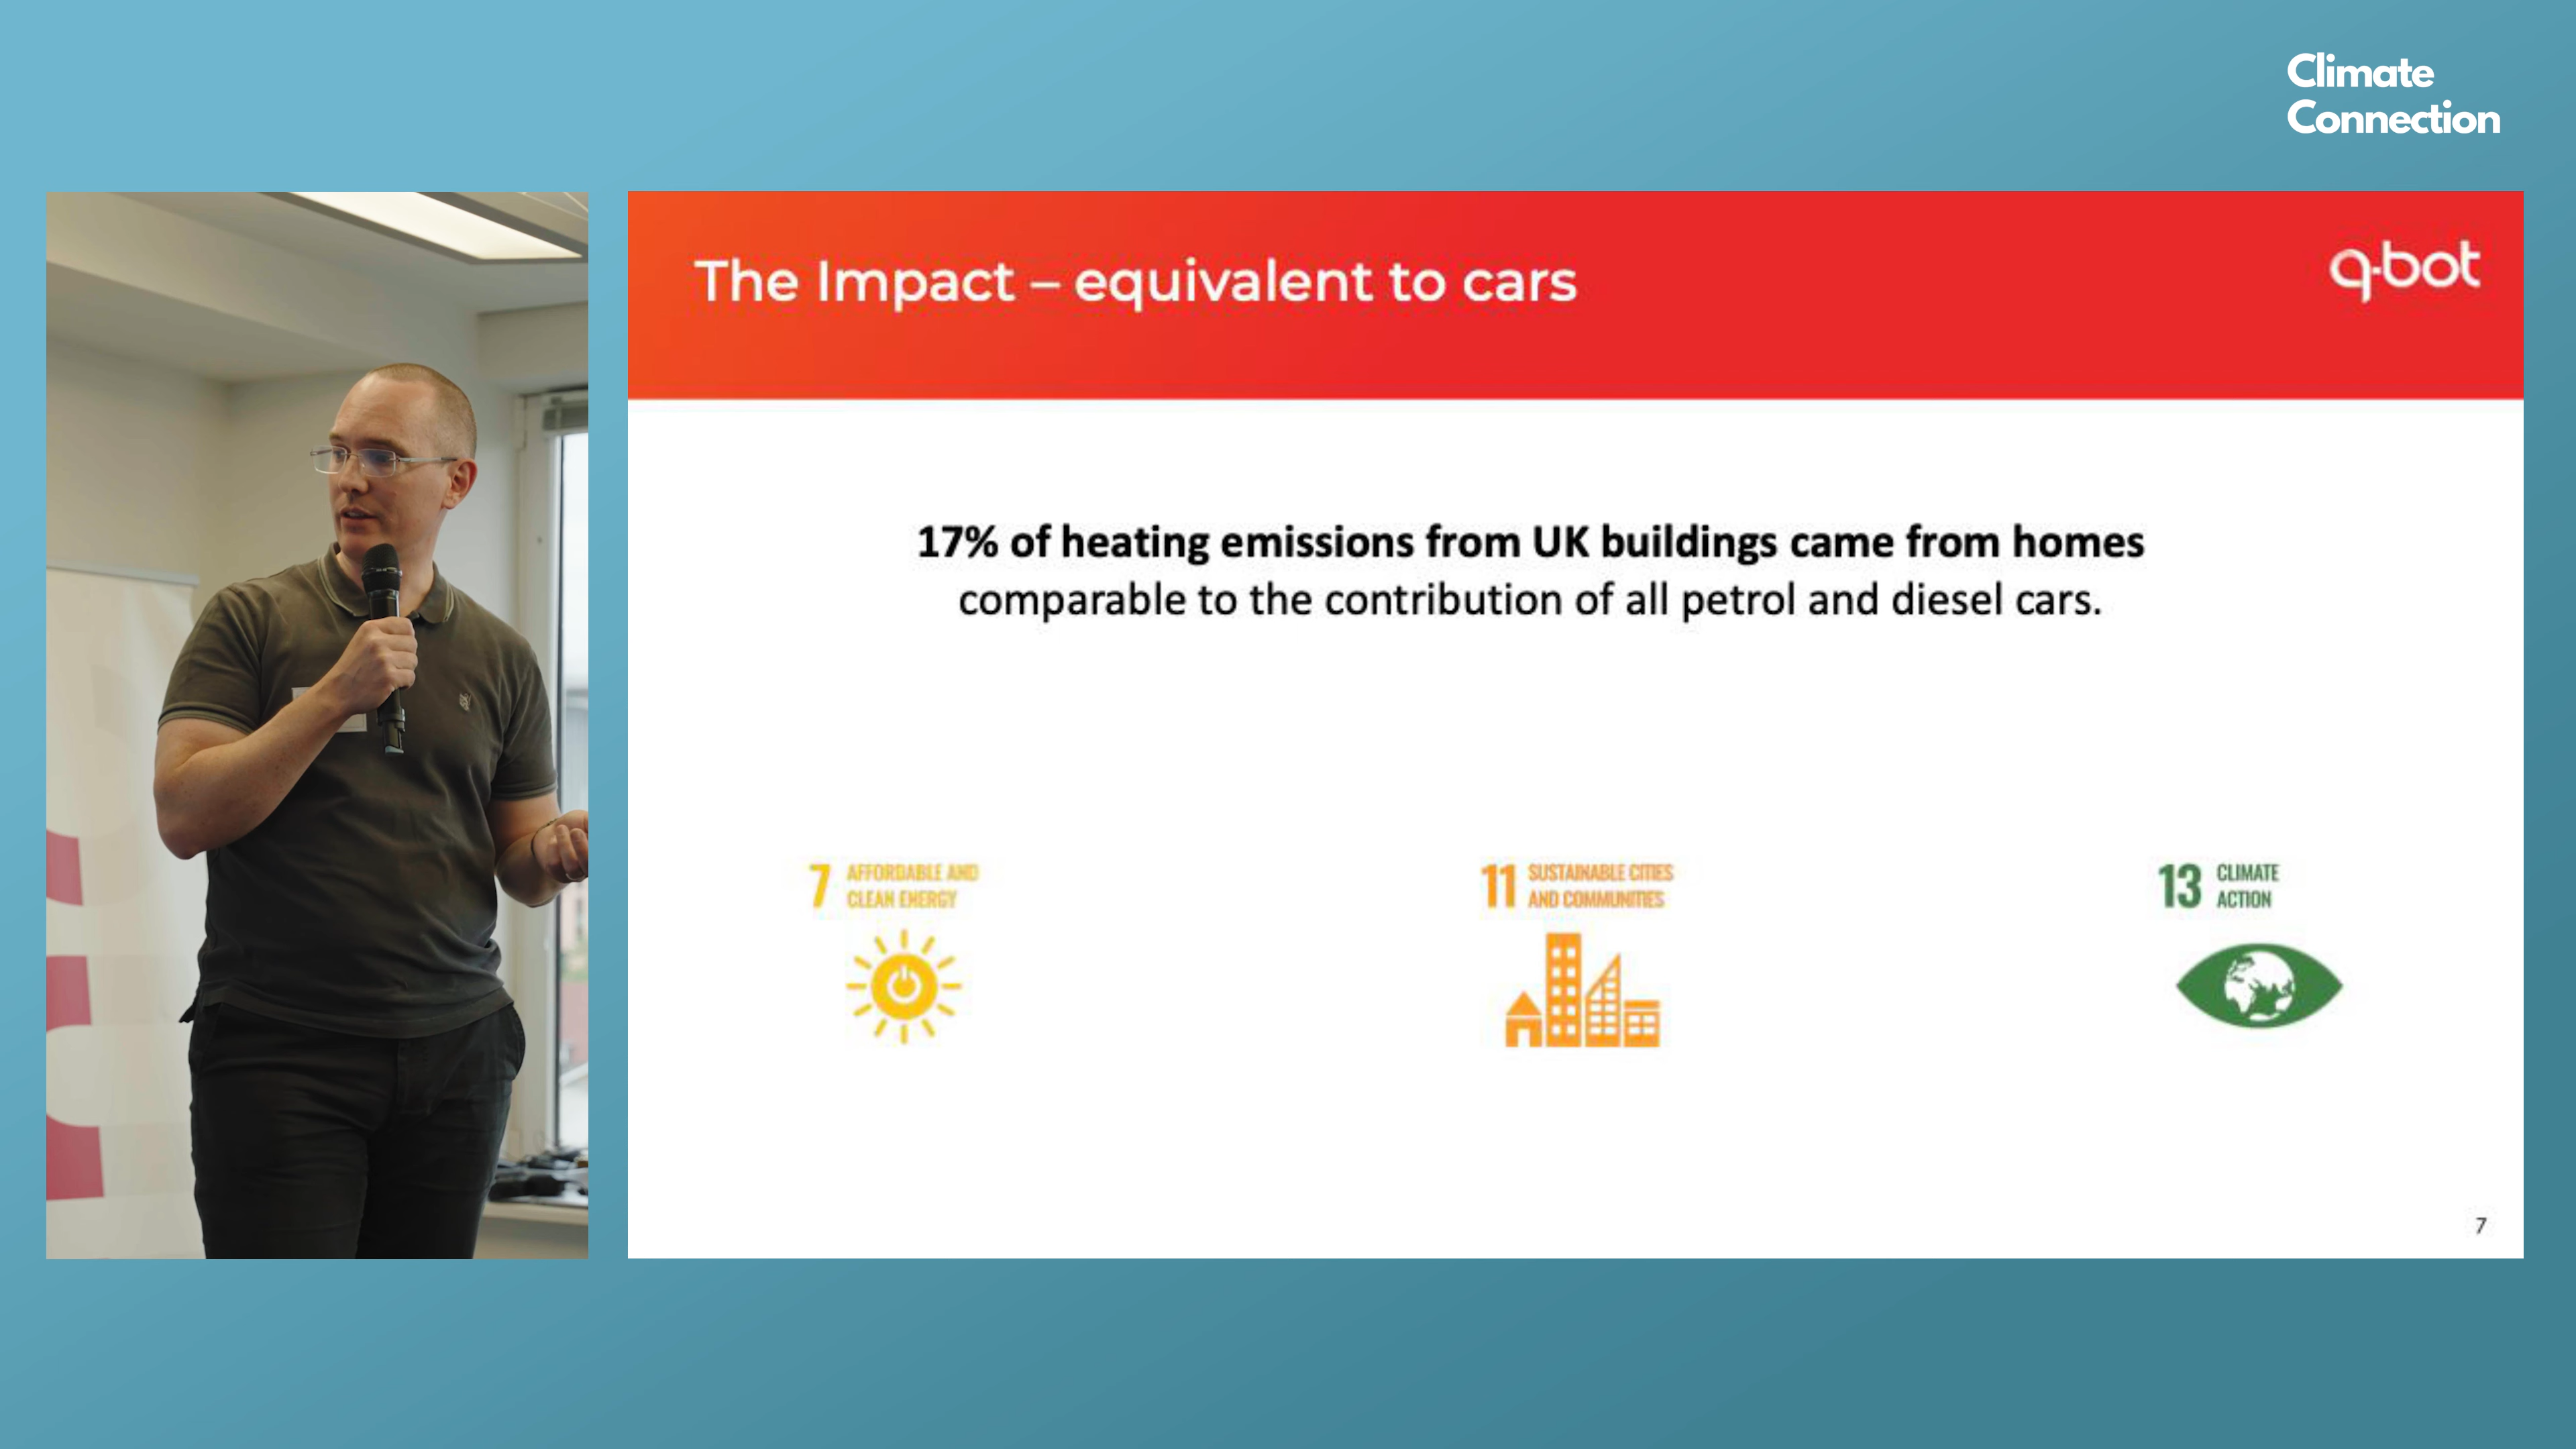 Climate
Connection
The Impact – equivalent to cars
q-bot
17% of heating emissions from UK buildings came from homes
comparable to the contribution of all petrol and diesel cars.
7 AFFORDABLE AND
CLEAN ENERGY
11 SUSTAINABLE CITIES
AND COMMUNITIES
13 CLIMATE
ACTION
7